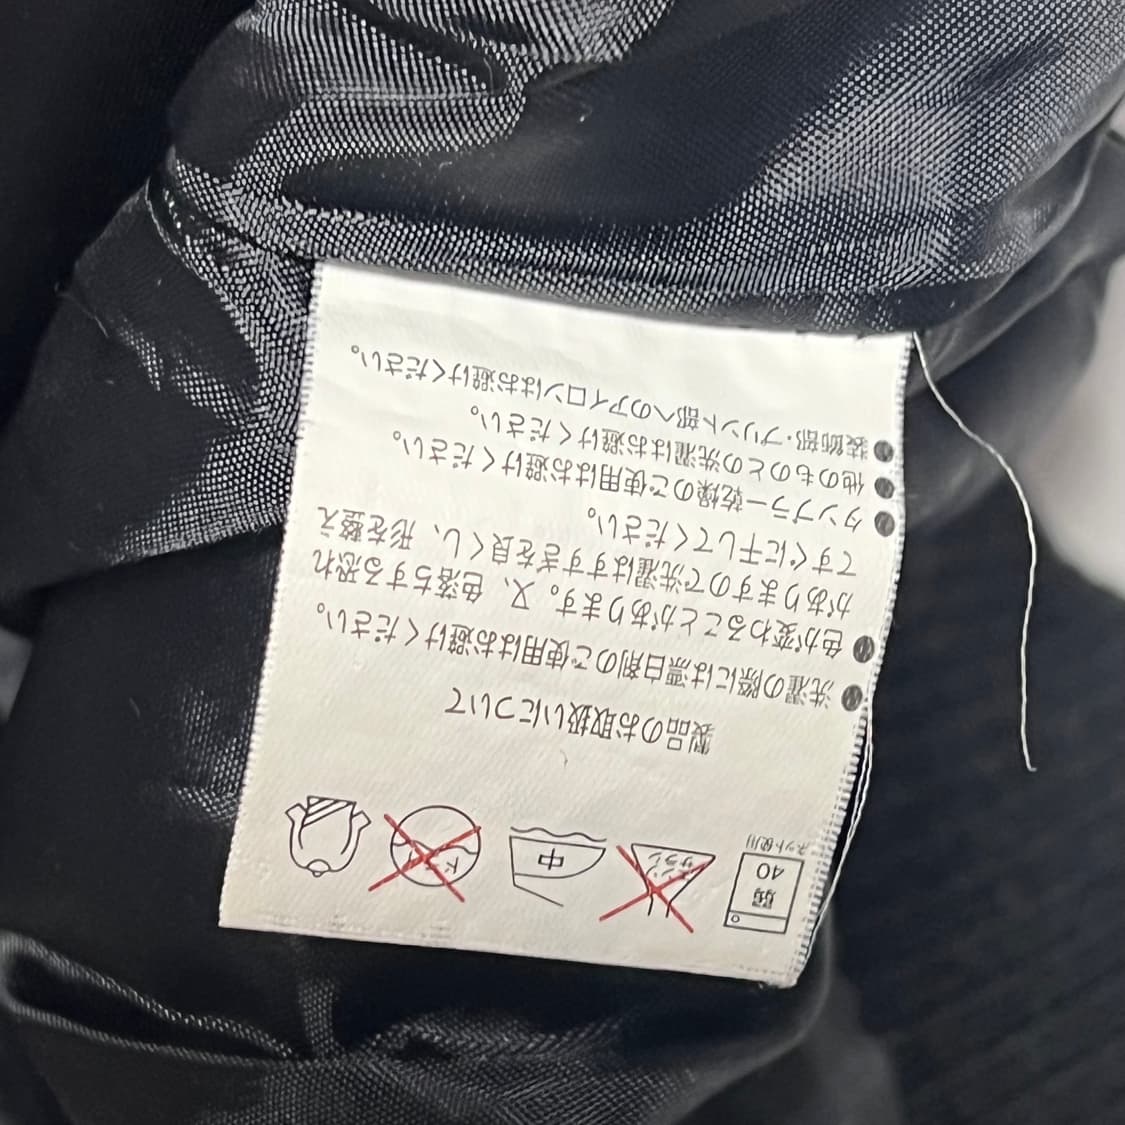 弱
40
ネット使用
エンソ
サラシ
中
ドライ
製品のお取扱いについて
●洗濯の際には漂白剤のご使用はお避けください。
●色が変わることがあります。又、色落ちする恐れ
がありますので洗濯はすすぎを良くし、形を整え
てすぐに干してください。
●タンブラー乾燥のご使用はお避けください。
●他のものとの洗濯はお避けください。
●装飾部・プリント部へのアイロンはお避けください。